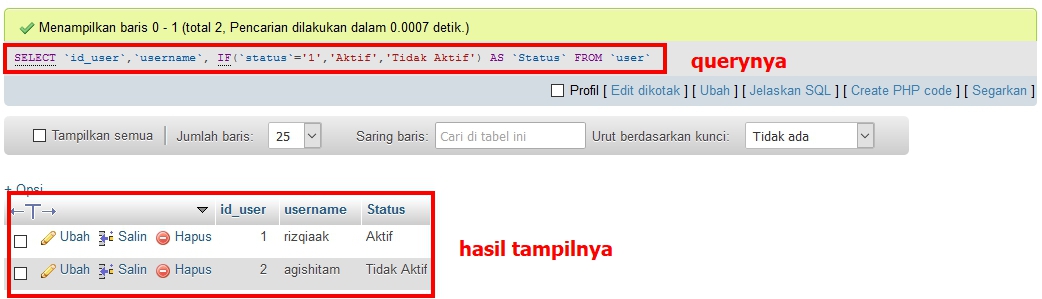 Menampilkan baris 0 - 1 (total 2, Pencarian dilakukan dalam 0.0007 detik.)
SELECT `id_user`,`username`, IF(`status`='1','Aktif','Tidak Aktif') AS `Status` FROM `user`
querynya
Profil [ Edit dikotak ] [ Ubah ] [ Jelaskan SQL ] [ Create PHP code ] [ Segarkan ]
Tampilkan semua | Jumlah baris: 25 Saring baris: Cari di tabel ini Urut berdasarkan kunci: Tidak ada
+ Opsi
←T→ id_user username Status
Ubah Salin Hapus 1 rizqiaak Aktif
hasil tampilnya
Ubah Salin Hapus 2 agishitam Tidak Aktif